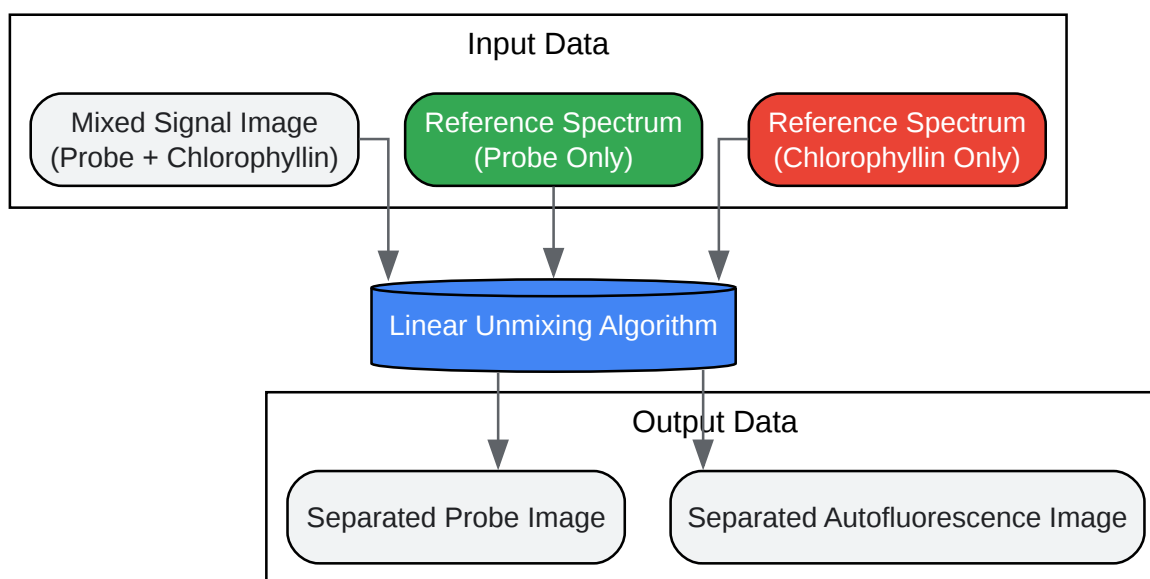 Input Data
Mixed Signal Image
(Probe + Chlorophyllin)
Reference Spectrum
(Probe Only)
Reference Spectrum
(Chlorophyllin Only)
Linear Unmixing Algorithm
Output Data
Separated Probe Image
Separated Autofluorescence Image